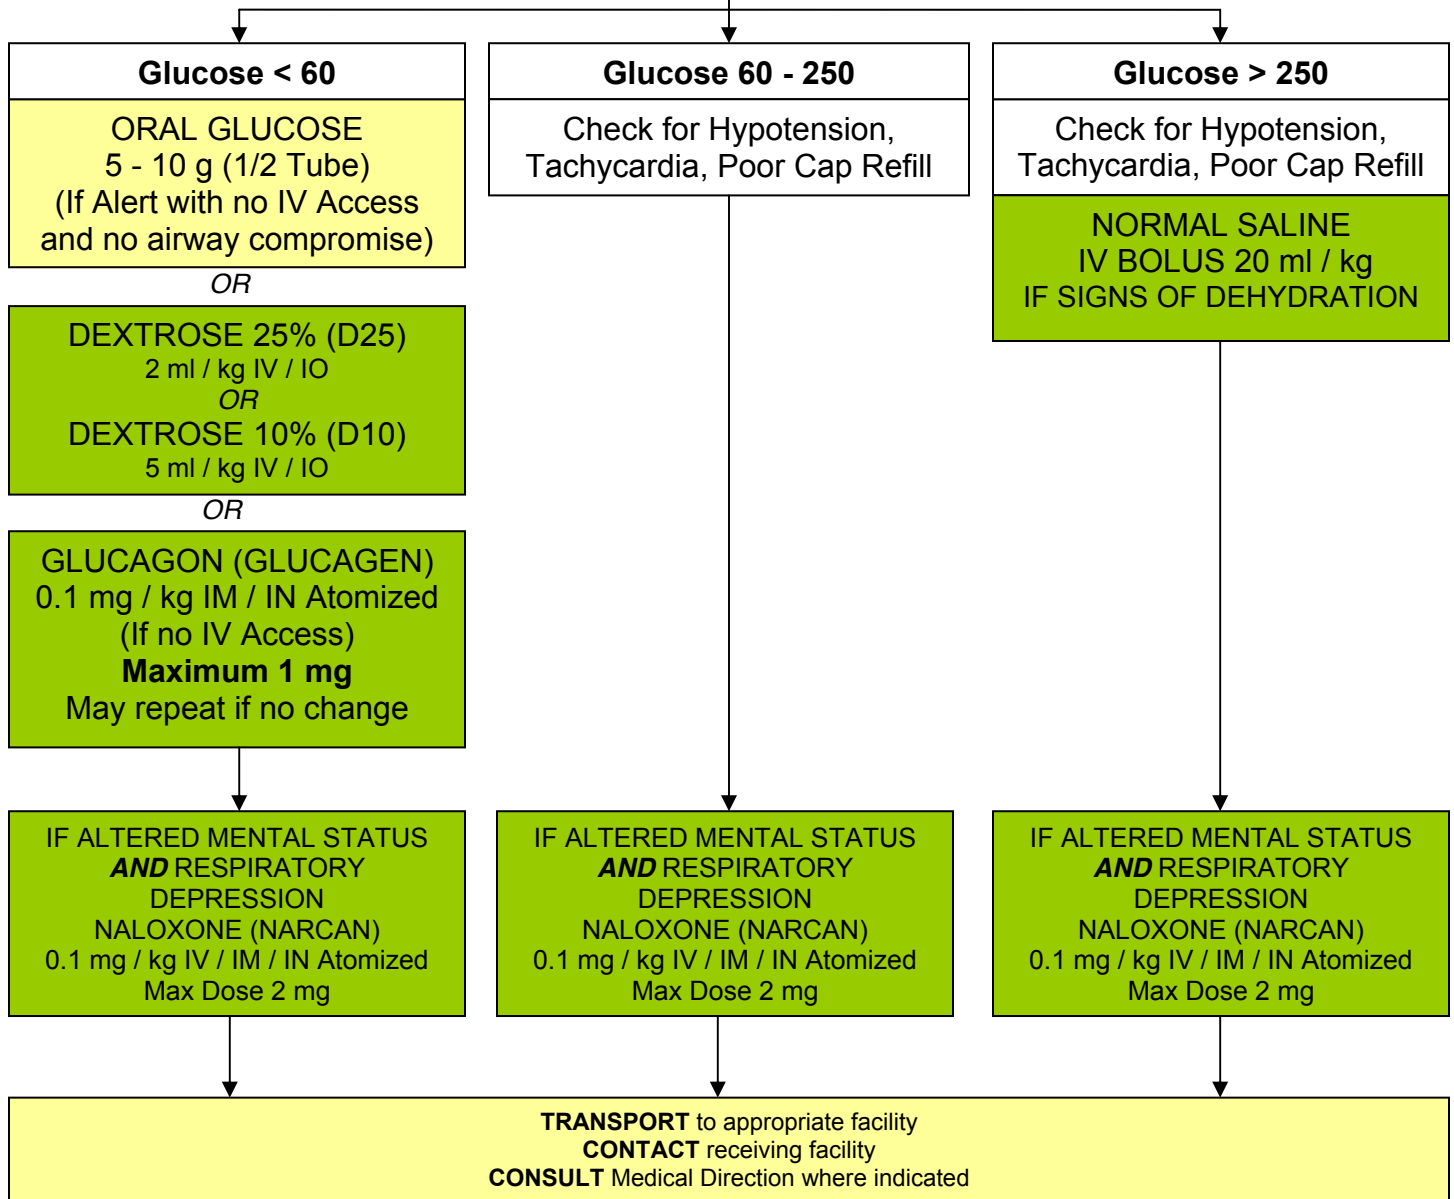 Glucose < 60
ORAL GLUCOSE
5 - 10 g (1/2 Tube)
(If Alert with no IV Access
and no airway compromise)
OR
DEXTROSE 25% (D25)
2 ml / kg IV / IO
OR
DEXTROSE 10% (D10)
5 ml / kg IV / IO
OR
GLUCAGON (GLUCAGEN)
0.1 mg / kg IM / IN Atomized
(If no IV Access)
Maximum 1 mg
May repeat if no change
IF ALTERED MENTAL STATUS
AND RESPIRATORY
DEPRESSION
NALOXONE (NARCAN)
0.1 mg / kg IV / IM / IN Atomized
Max Dose 2 mg
Glucose 60 - 250
Check for Hypotension,
Tachycardia, Poor Cap Refill
IF ALTERED MENTAL STATUS
AND RESPIRATORY
DEPRESSION
NALOXONE (NARCAN)
0.1 mg / kg IV / IM / IN Atomized
Max Dose 2 mg
Glucose > 250
Check for Hypotension,
Tachycardia, Poor Cap Refill
NORMAL SALINE
IV BOLUS 20 ml / kg
IF SIGNS OF DEHYDRATION
IF ALTERED MENTAL STATUS
AND RESPIRATORY
DEPRESSION
NALOXONE (NARCAN)
0.1 mg / kg IV / IM / IN Atomized
Max Dose 2 mg
TRANSPORT to appropriate facility
CONTACT receiving facility
CONSULT Medical Direction where indicated